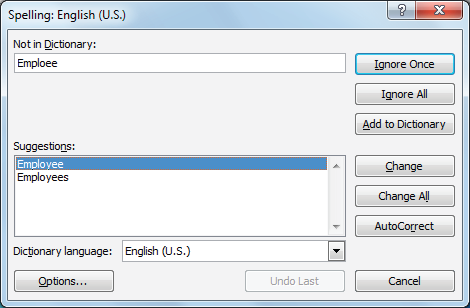 Spelling: English (U.S.)
Not in Dictionary:
Emploee
Ignore Once
Ignore All
Add to Dictionary
Suggestions:
Employee
Employees
Change
Change All
AutoCorrect
Dictionary language: English (U.S.)
Options... Undo Last Cancel